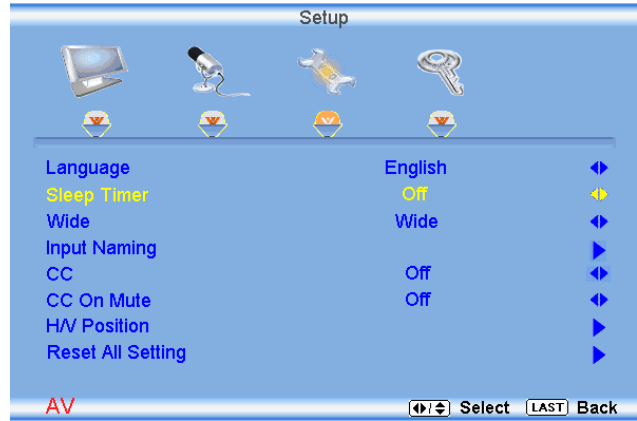 Setup
Language English
Sleep Timer Off
Wide Wide
Input Naming
CC Off
CC On Mute Off
H/V Position
Reset All Setting
AV Select LAST Back